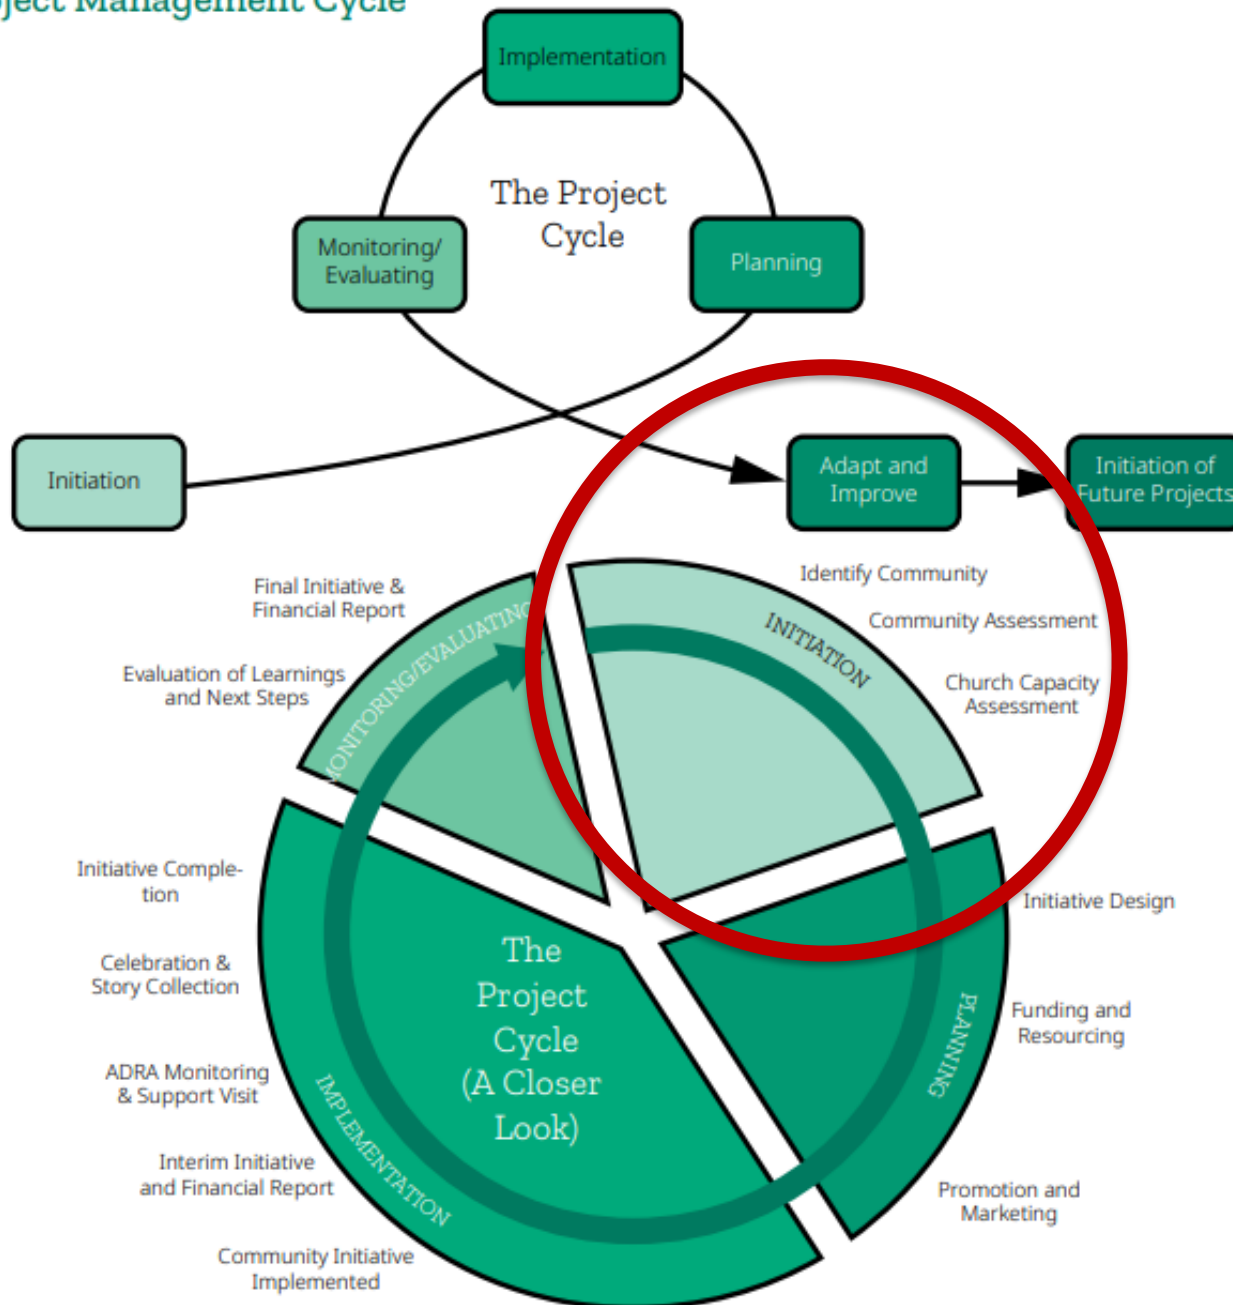 ject Management Cycle
Implementation
The Project
Cycle
Monitoring/
Evaluating
Planning
Initiation
Adapt and
Improve
Initiation of
Future Projects
Final Initiative &
Financial Report
Evaluation of Learnings
and Next Steps
MONITORING/EVALUATING
INITIATION
Identify Community
Community Assessment
Church Capacity
Assessment
Initiative Design
Funding and
Resourcing
PLANNING
Promotion and
Marketing
Initiative Comple-
tion
Celebration &
Story Collection
ADRA Monitoring
& Support Visit
Interim Initiative
and Financial Report
Community Initiative
Implemented
IMPLEMENTATION
The
Project
Cycle
(A Closer
Look)